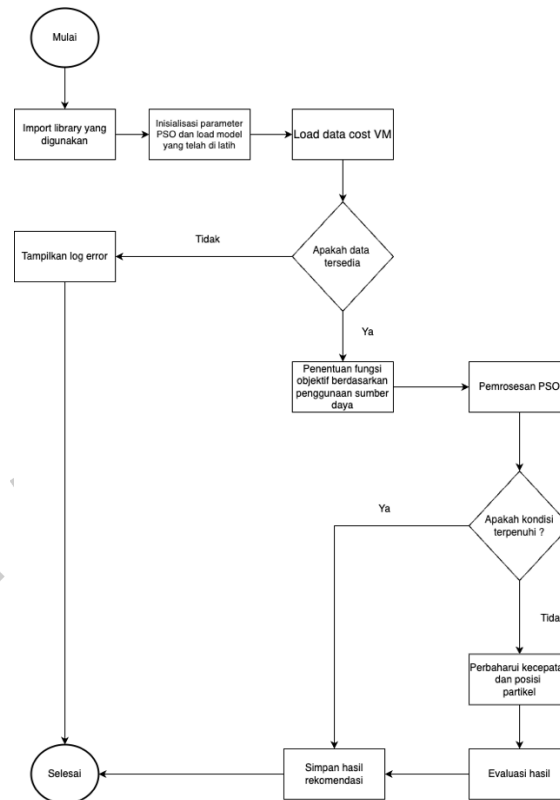 Mulai
Import library yang
digunakan
Inisialisasi parameter
PSO dan load model
yang telah di latih
Load data cost VM
Apakah data
tersedia
Tidak
Tampilkan log error
Ya
Penentuan fungsi
objektif berdasarkan
penggunaan sumber
daya
Pemrosesan PSO
Apakah kondisi
terpenuhi ?
Ya
Tida
Perbaharui kecepata
dan posisi
partikel
Evaluasi hasil
Simpan hasil
rekomendasi
Selesai